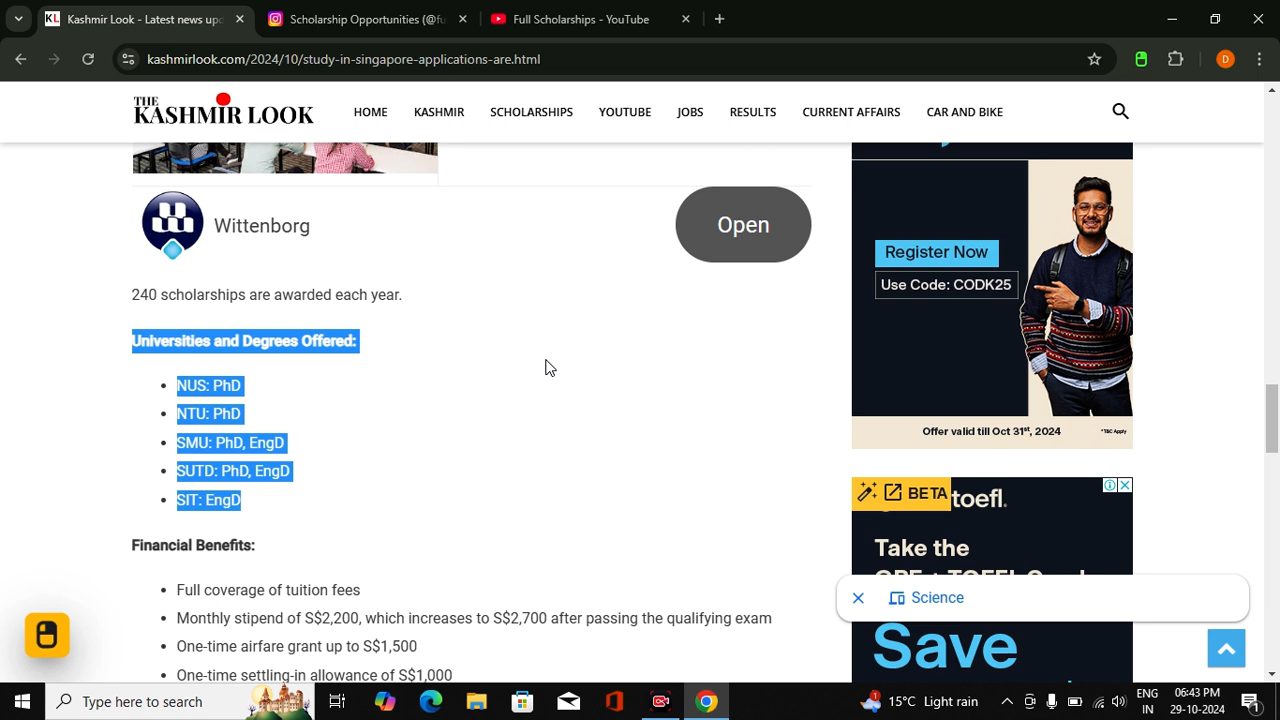 Kashmir Look - Latest news upd
Scholarship Opportunities (@fu
Full Scholarships - YouTube
kashmirlook.com/2024/10/study-in-singapore-applications-are.html
D
THE
KASHMIR LOOK
HOME
KASHMIR
SCHOLARSHIPS
YOUTUBE
JOBS
RESULTS
CURRENT AFFAIRS
CAR AND BIKE
Wittenborg
Open
240 scholarships are awarded each year.
Universities and Degrees Offered:
NUS: PhD
NTU: PhD
SMU: PhD, EngD
SUTD: PhD, EngD
SIT: EngD
Financial Benefits:
Full coverage of tuition fees
Monthly stipend of S$2,200, which increases to S$2,700 after passing the qualifying exam
One-time airfare grant up to S$1,500
One-time settling-in allowance of S$1,000
Register Now
Use Code: CODK25
Offer valid till Oct 31st, 2024
*T&C Apply
BETA
toefl.
Take the
Science
Save
Type here to search
1
15°C Light rain
ENG
IN
06:43 PM
29-10-2024
1